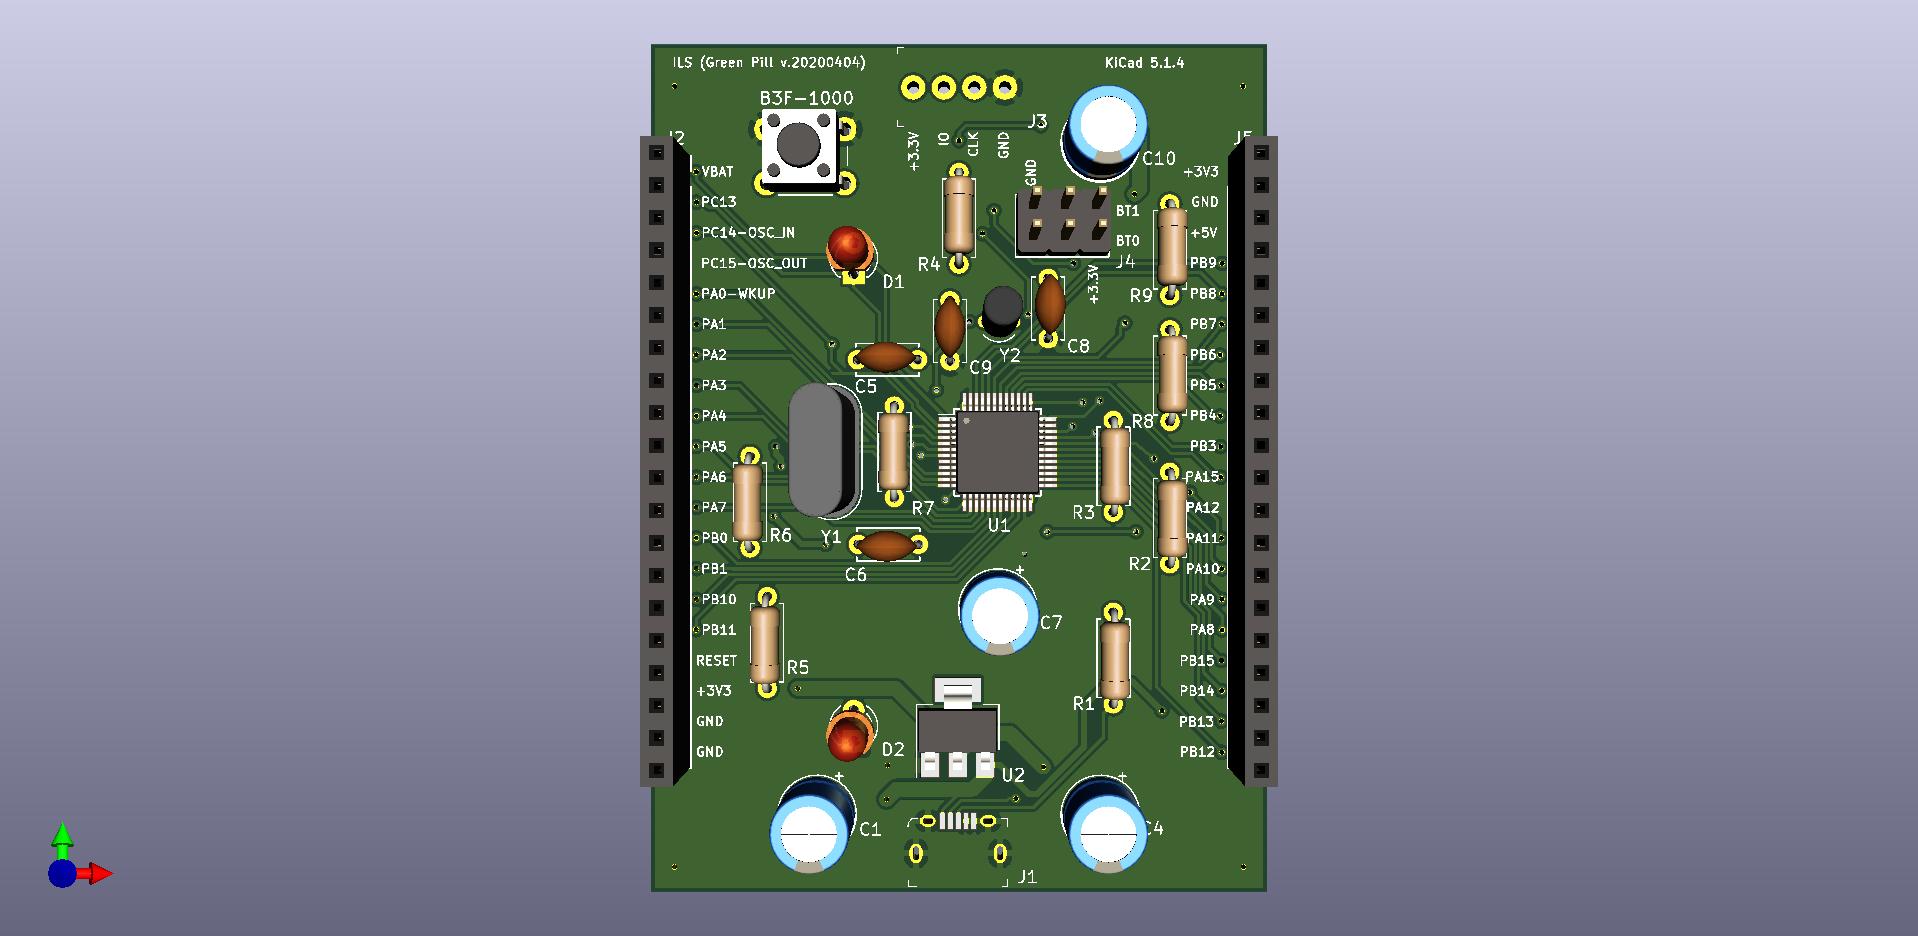 ILS (Green Pill v.20200404)
KiCad 5.1.4
B3F-1000
J2
J3
J5
+3.3V
IO
CLK
GND
C10
GND
BT1
BT0
J4
+3.3V
VBAT
PC13
PC14-OSC_IN
PC15-OSC_OUT
PA0-WKUP
PA1
PA2
PA3
PA4
PA5
PA6
PA7
PB0
PB1
PB10
PB11
RESET
+3V3
GND
GND
+3V3
GND
+5V
PB9
PB8
PB7
PB6
PB5
PB4
PB3
PA15
PA12
PA11
PA10
PA9
PA8
PB15
PB14
PB13
PB12
D1
R4
R9
C5
C9
Y2
C8
R8
R7
R3
U1
R6
Y1
C6
R2
+
C7
R5
R1
D2
U2
+
C1
+
C4
J1